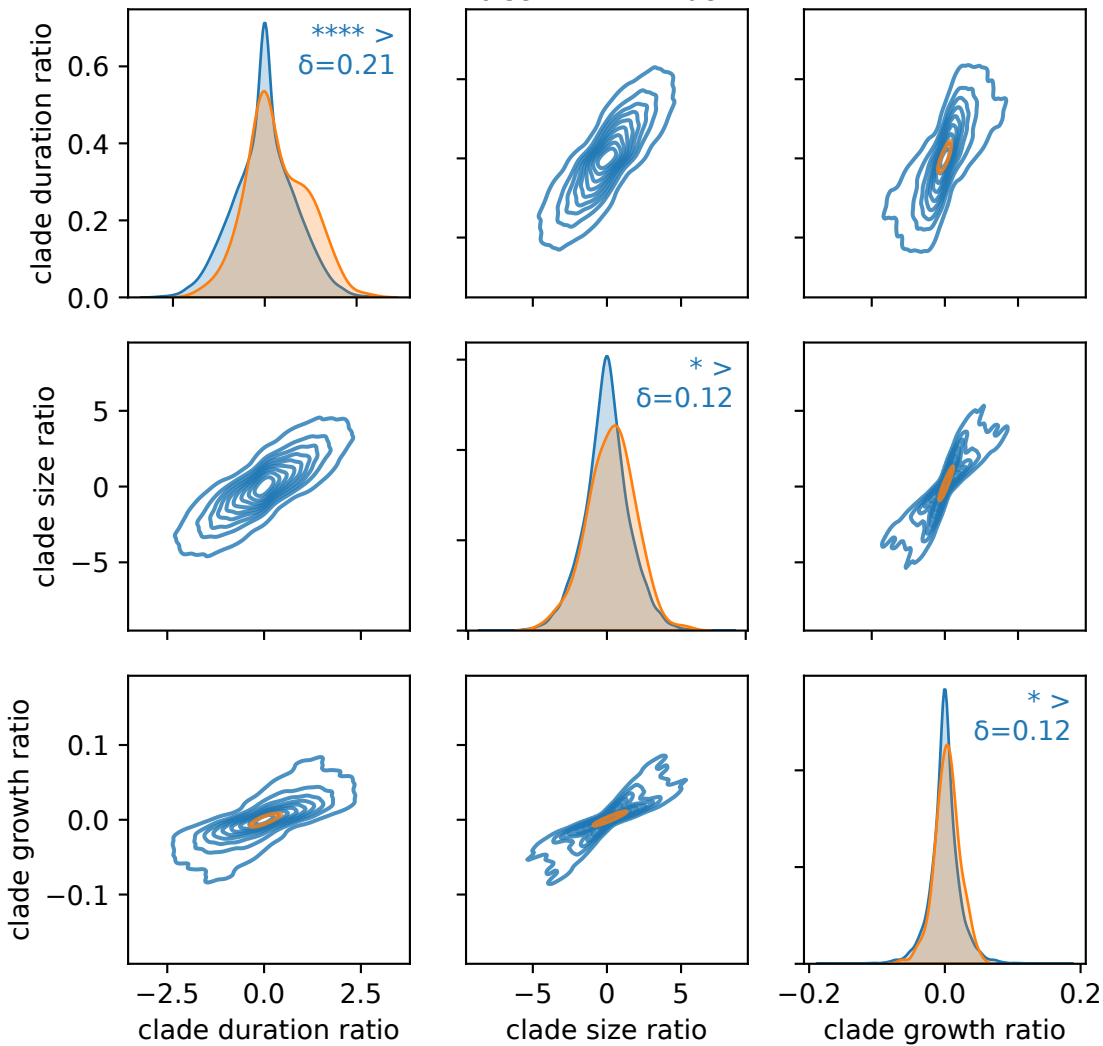 clade duration ratio
0.6
0.4
0.2
0.0
**** >
δ=0.21
clade size ratio
5
0
−5
* >
δ=0.12
clade growth ratio
0.1
0.0
−0.1
* >
δ=0.12
−2.5 0.0 2.5
−5 0 5
−0.2 0.0 0.2
clade duration ratio
clade size ratio
clade growth ratio